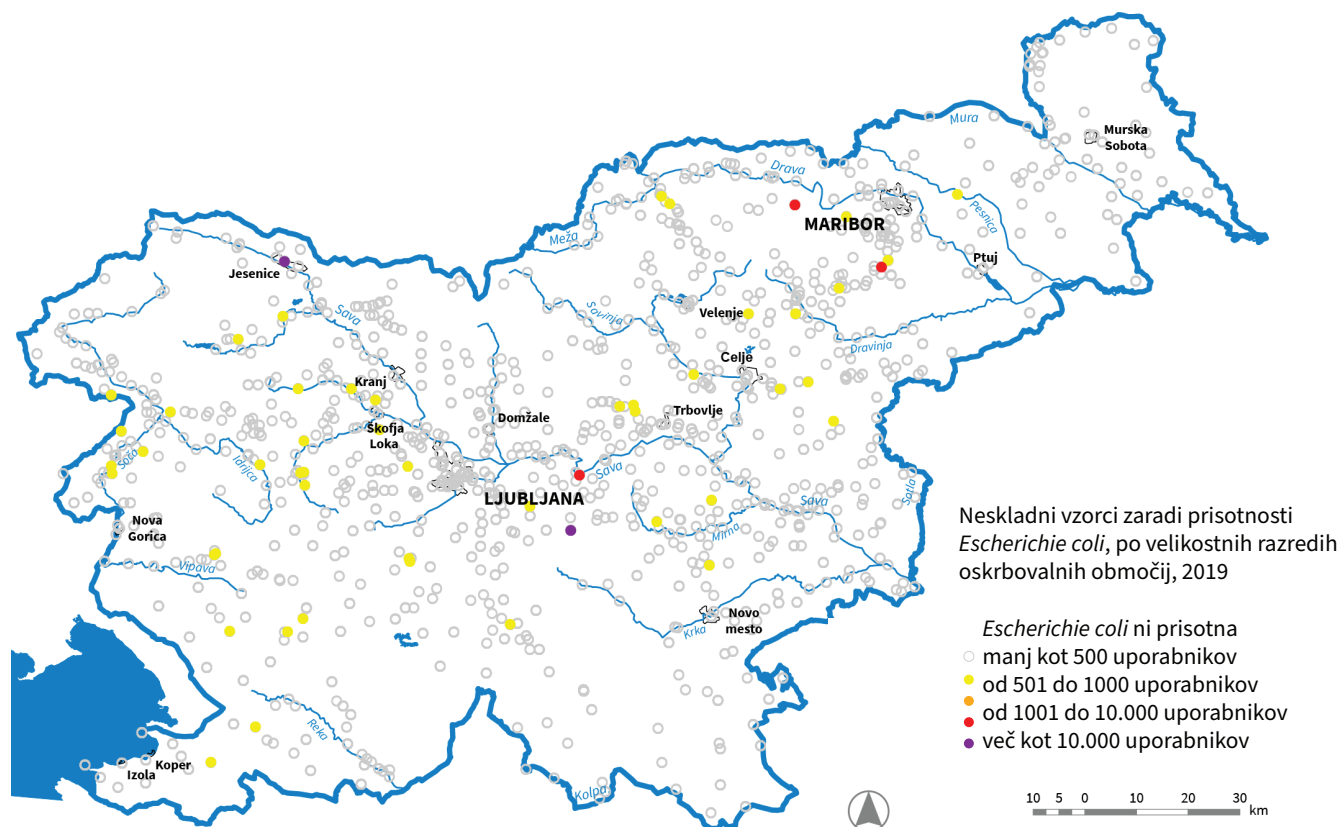 Mura
Murska
Sobota
Drava
Pesnica
MARIBOR
Meža
Ptuj
Jesenice
Sava
Savinja
Velenje
Dravinja
Celje
Kranj
Domžale
Trbovlje
Škofja
Loka
Soča
Idrijca
Sava
LJUBLJANA
Sava
Sotla
Mirna
Nova
Gorica
Vipava
Novo
mesto
Krka
Reka
Koper
Izola
Kolpa
Neskladni vzorci zaradi prisotnosti
Escherichie coli, po velikostnih razredih
oskrbovalnih območij, 2019
Escherichie coli ni prisotna
manj kot 500 uporabnikov
od 501 do 1000 uporabnikov
od 1001 do 10.000 uporabnikov
več kot 10.000 uporabnikov
10 5 0 10 20 30
km